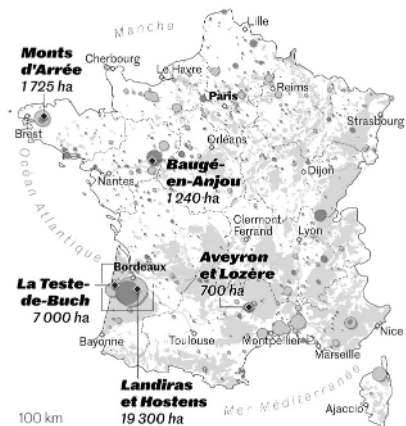 Manche
Lille
Monts
d'Arrée
1 725 ha
Cherbourg
Le Havre
Reims
Paris
Brest
Strasbourg
Orléans
Baugé-
en-Anjou
1 240 ha
Nantes
Dijon
Océan Atlantique
Clermont-
Ferrand
Lyon
Aveyron
et Lozère
700 ha
Bordeaux
La Teste-
de-Buch
7 000 ha
Bayonne
Toulouse
Montpellier
Nice
Marseille
Landiras
et Hostens
19 300 ha
Mer Méditerranée
Ajaccio
100 km